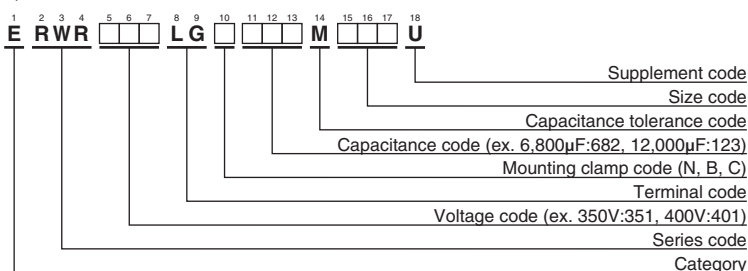 1 2 3 4 5 6 7 8 9 10 11 12 13 14 15 16 17 18
E RWR □□□ LG □ □□□ M □□□ U
Supplement code
Size code
Capacitance tolerance code
Capacitance code (ex. 6,800µF:682, 12,000µF:123)
Mounting clamp code (N, B, C)
Terminal code
Voltage code (ex. 350V:351, 400V:401)
Series code
Category